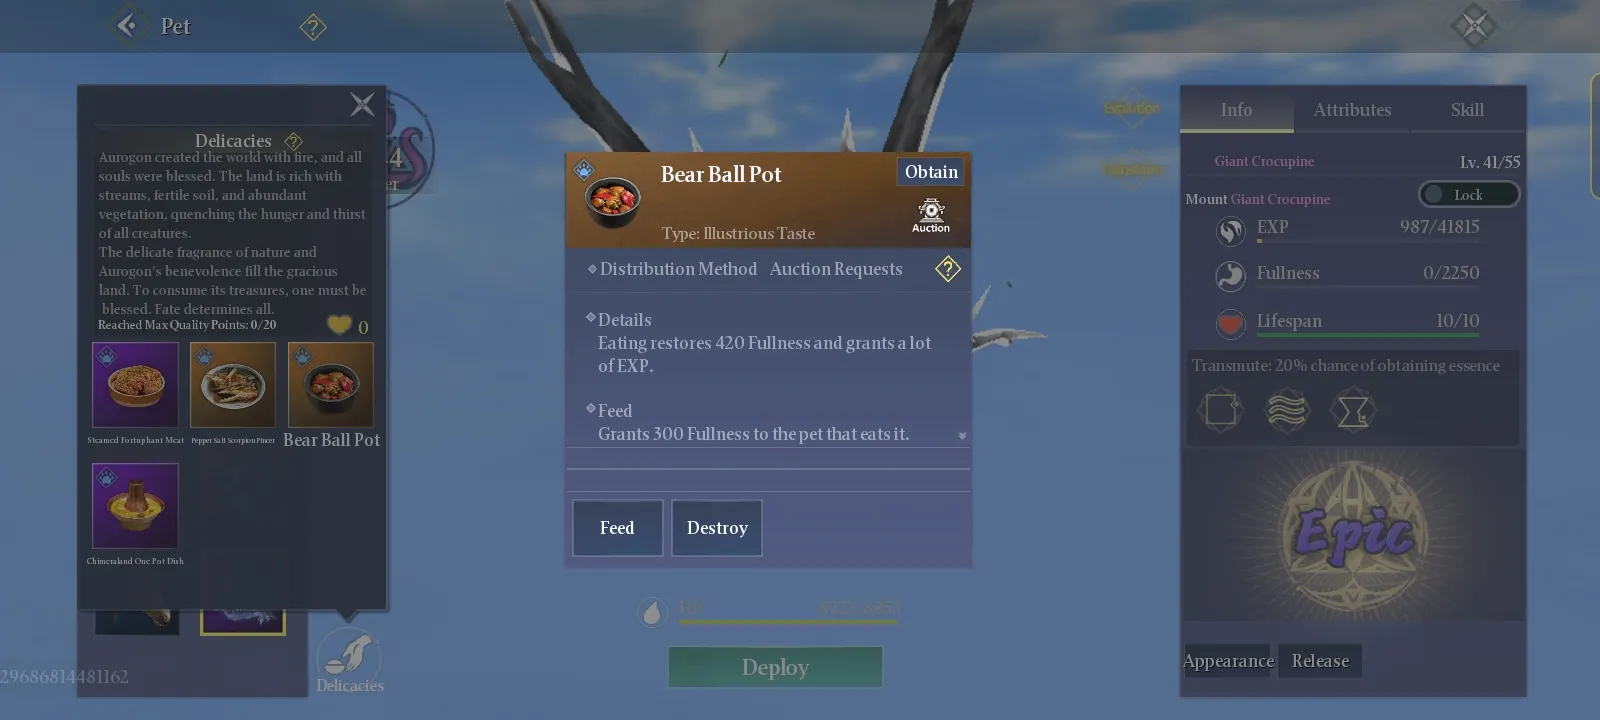 Pet
?
Delicacies ?
Aurogon created the world with fire, and all
souls were blessed. The land is rich with
streams, fertile soil, and abundant
vegetation, quenching the hunger and thirst
of all creatures.
The delicate fragrance of nature and
Aurogon's benevolence fill the gracious
land. To consume its treasures, one must be
blessed. Fate determines all.
Reached Max Quality Points: 0/20
0
Steamed Fortuphant Meat
Pepper Salt Scorpion Pincer
Bear Ball Pot
Chimeraland One Pot Dish
29686814481162
Delicacies
Bear Ball Pot
Obtain
Auction
Type: Illustrious Taste
Distribution Method Auction Requests ?
Details
Eating restores 420 Fullness and grants a lot
of EXP.
Feed
Grants 300 Fullness to the pet that eats it.
Feed
Destroy
HP
Deploy
Evolution
Info
Attributes
Skill
Giant Crocupine
Lv. 41/55
Mount Giant Crocupine
Lock
EXP
987/41815
Fullness
0/2250
Lifespan
10/10
Transmute: 20% chance of obtaining essence
Epic
Appearance
Release